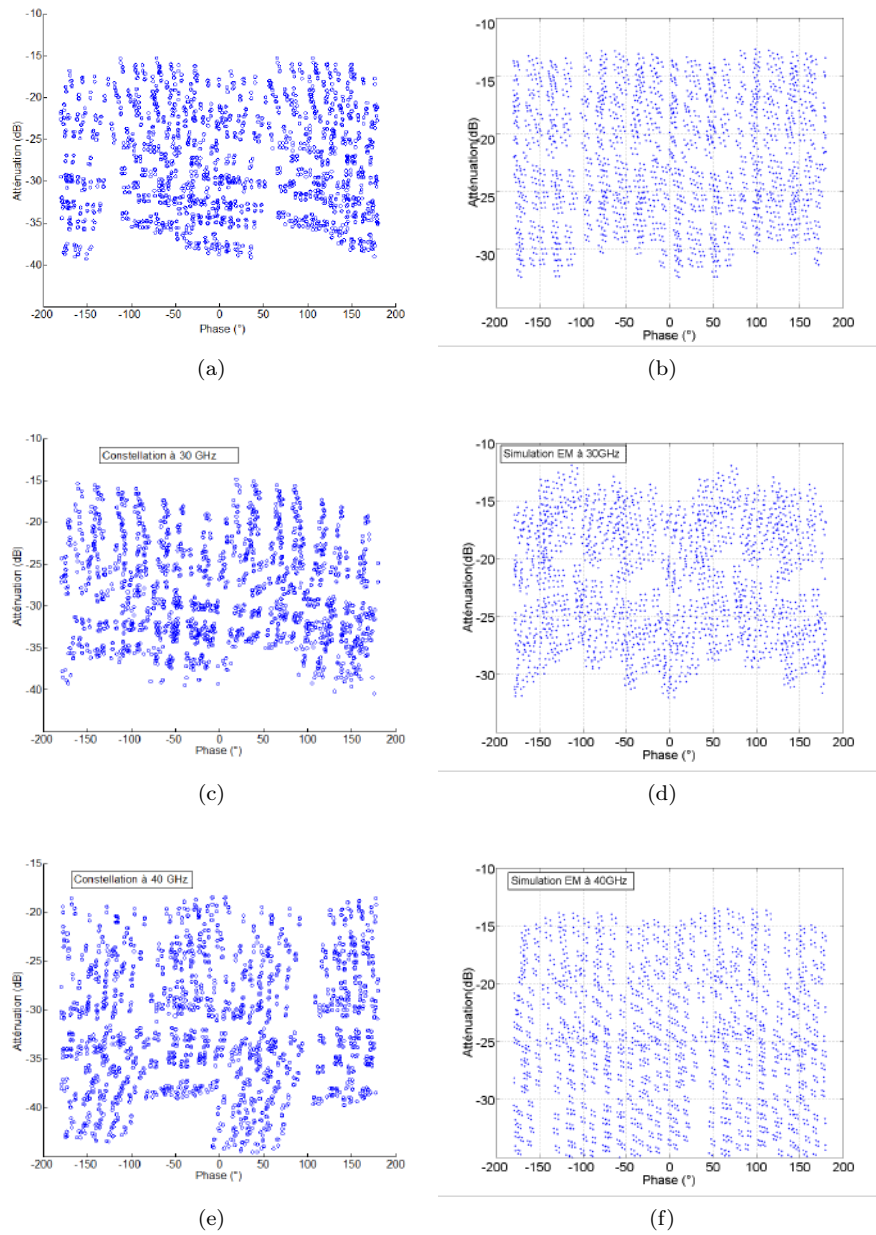 -10
-15
-20
-25
-30
-35
-40
Atténuation (dB)
-200 -150 -100 -50 0 50 100 150 200
Phase (°)
(a)
-10
-15
-20
-25
-30
Atténuation(dB)
-200 -150 -100 -50 0 50 100 150 200
Phase (°)
(b)
-10
-15
-20
-25
-30
-35
-40
Atténuation (dB)
Constellation à 30 GHz
-200 -150 -100 -50 0 50 100 150 200
Phase (°)
(c)
-10
-15
-20
-25
-30
Atténuation(dB)
Simulation EM à 30GHz
-200 -150 -100 -50 0 50 100 150 200
Phase (°)
(d)
-15
-20
-25
-30
-35
-40
Atténuation (dB)
Constellation à 40 GHz
-200 -150 -100 -50 0 50 100 150 200
Phase (°)
(e)
-10
-15
-20
-25
-30
Atténuation(dB)
Simulation EM à 40GHz
-200 -150 -100 -50 0 50 100 150 200
Phase (°)
(f)